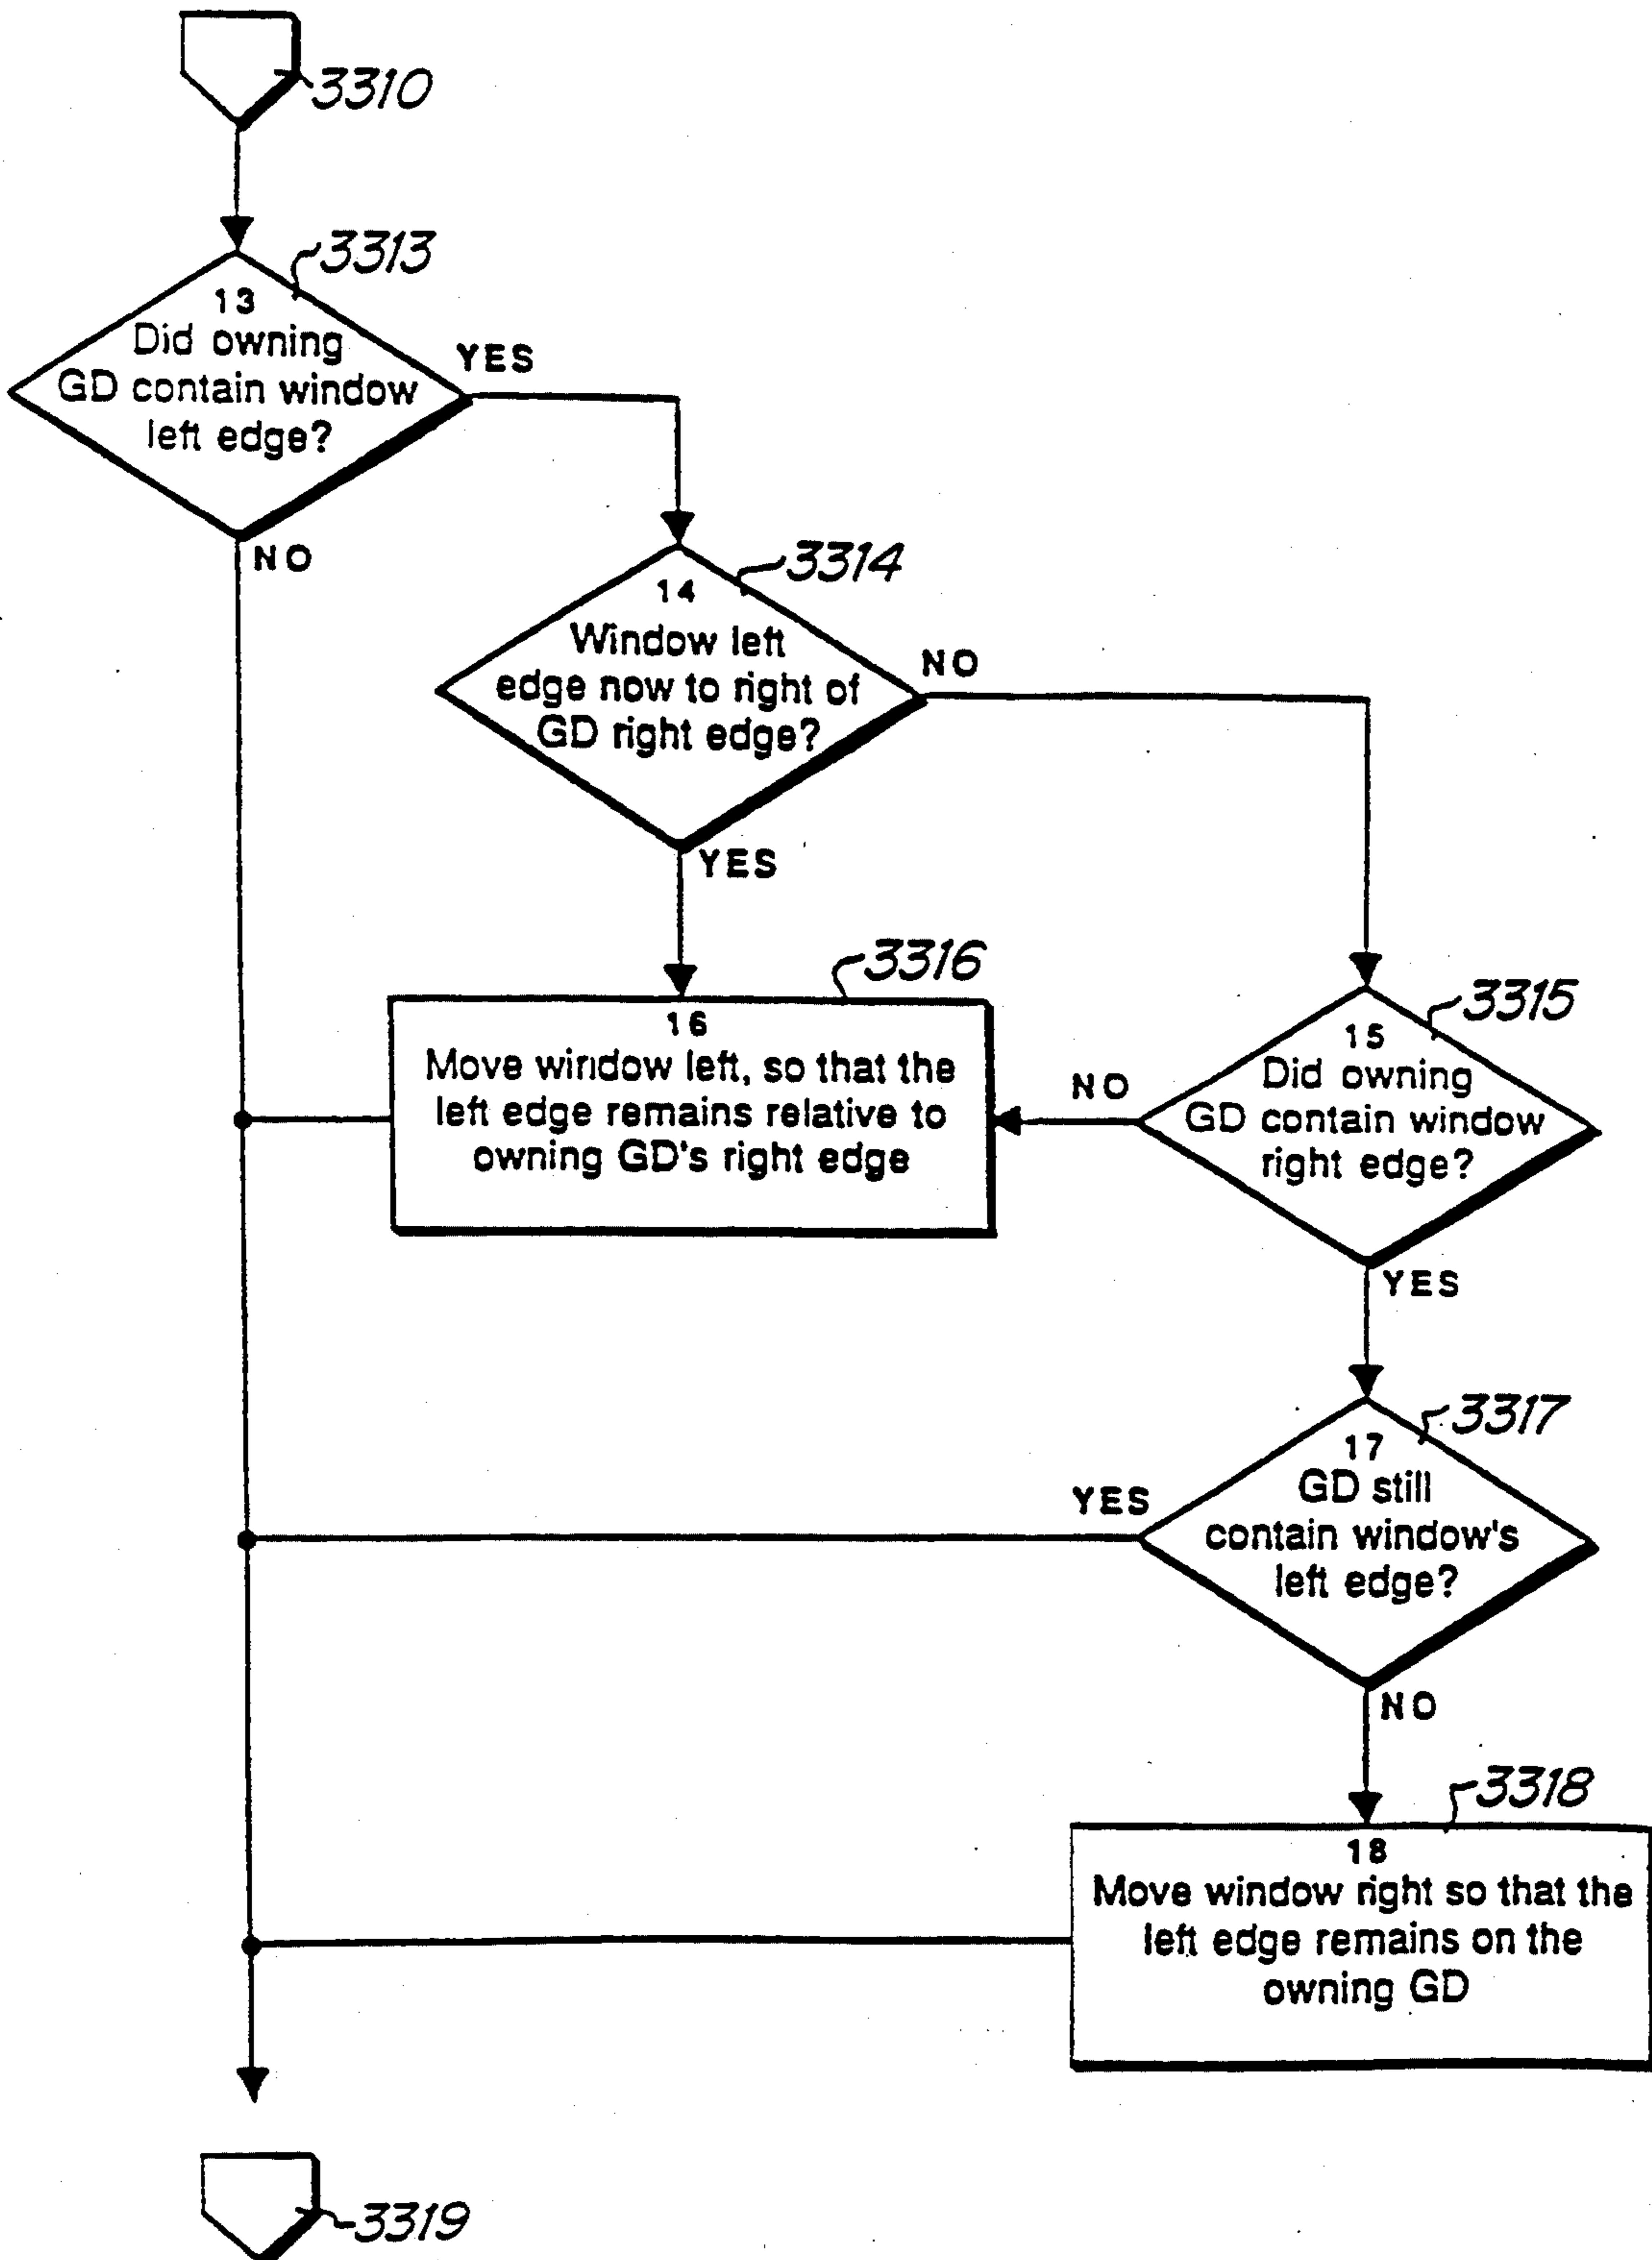 3310
3313
13
Did owning
GD contain window
left edge?
YES
NO
3314
14
Window left
edge now to right of
GD right edge?
NO
YES
3316
16
Move window left, so that the
left edge remains relative to
owning GD's right edge
3315
15
Did owning
GD contain window
right edge?
NO
YES
3317
17
GD still
contain window's
left edge?
YES
NO
3318
18
Move window right so that the
left edge remains on the
owning GD
3319